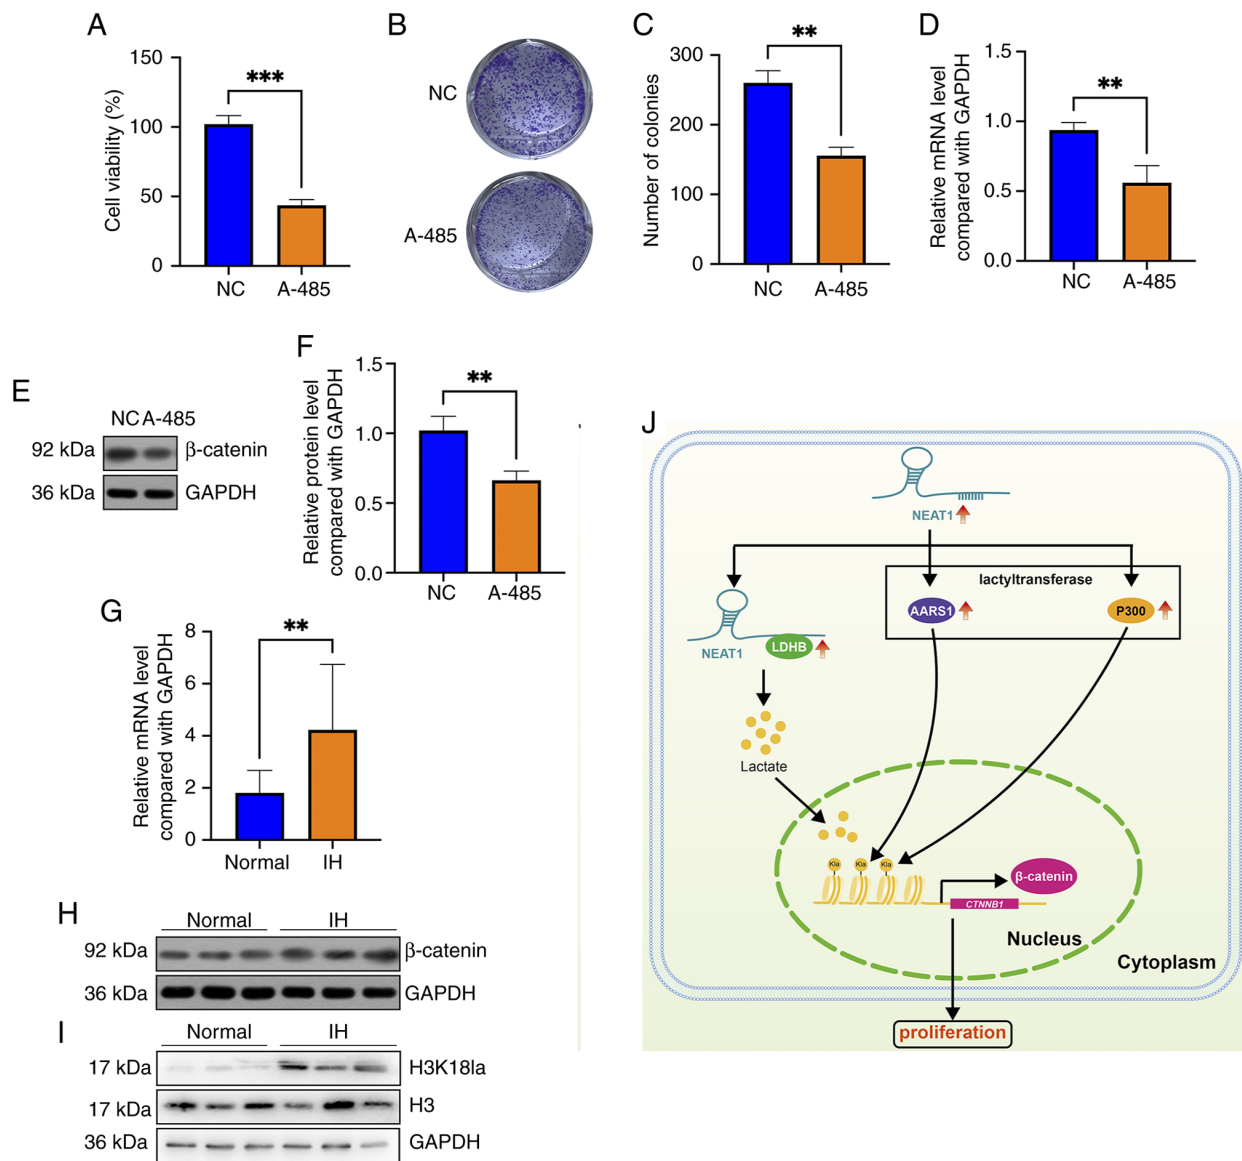 A
Cell viability (%)
150
100
50
0
***
NC
A-485
B
NC
A-485
C
Number of colonies
300
200
100
0
**
NC
A-485
D
Relative mRNA level
compared with GAPDH
1.5
1.0
0.5
0.0
**
NC
A-485
E
NC A-485
92 kDa
β-catenin
36 kDa
GAPDH
F
Relative protein level
compared with GAPDH
1.5
1.0
0.5
0.0
**
NC
A-485
G
Relative mRNA level
compared with GAPDH
8
6
4
2
0
**
Normal
IH
H
Normal
IH
92 kDa
β-catenin
36 kDa
GAPDH
I
Normal
IH
17 kDa
H3K18la
17 kDa
H3
36 kDa
GAPDH
J
NEAT1
lactyltransferase
AARS1
P300
NEAT1
LDHB
Lactate
Kla
Kla
Kla
β-catenin
CTNNB1
Nucleus
Cytoplasm
proliferation